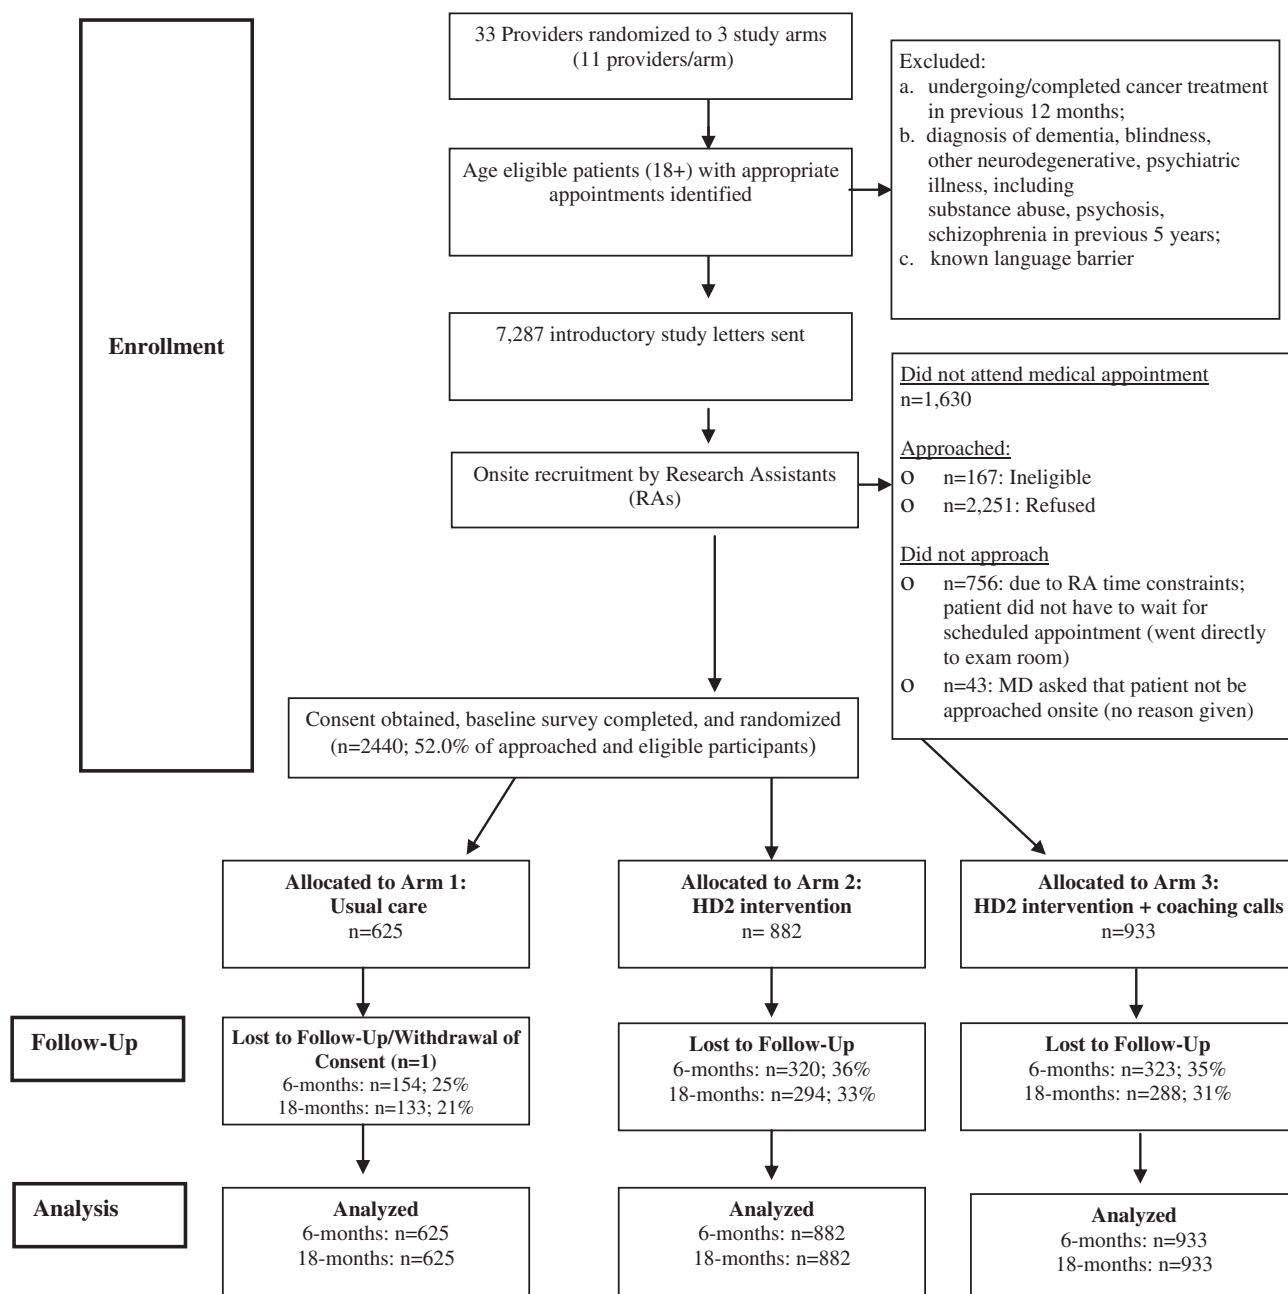 33 Providers randomized to 3 study arms
(11 providers/arm)
Excluded:
a. undergoing/completed cancer treatment
in previous 12 months;
b. diagnosis of dementia, blindness,
other neurodegenerative, psychiatric
illness, including
substance abuse, psychosis,
schizophrenia in previous 5 years;
c. known language barrier
Age eligible patients (18+) with appropriate
appointments identified
Enrollment
7,287 introductory study letters sent
Did not attend medical appointment
n=1,630
Approached:
o n=167: Ineligible
o n=2,251: Refused
Did not approach
o n=756: due to RA time constraints;
patient did not have to wait for
scheduled appointment (went directly
to exam room)
o n=43: MD asked that patient not be
approached onsite (no reason given)
Onsite recruitment by Research Assistants
(RAs)
Consent obtained, baseline survey completed, and randomized
(n=2440; 52.0% of approached and eligible participants)
Allocated to Arm 1:
Usual care
n=625
Allocated to Arm 2:
HD2 intervention
n= 882
Allocated to Arm 3:
HD2 intervention + coaching calls
n=933
Follow-Up
Lost to Follow-Up/Withdrawal of
Consent (n=1)
6-months: n=154; 25%
18-months: n=133; 21%
Lost to Follow-Up
6-months: n=320; 36%
18-months: n=294; 33%
Lost to Follow-Up
6-months: n=323; 35%
18-months: n=288; 31%
Analysis
Analyzed
6-months: n=625
18-months: n=625
Analyzed
6-months: n=882
18-months: n=882
Analyzed
6-months: n=933
18-months: n=933